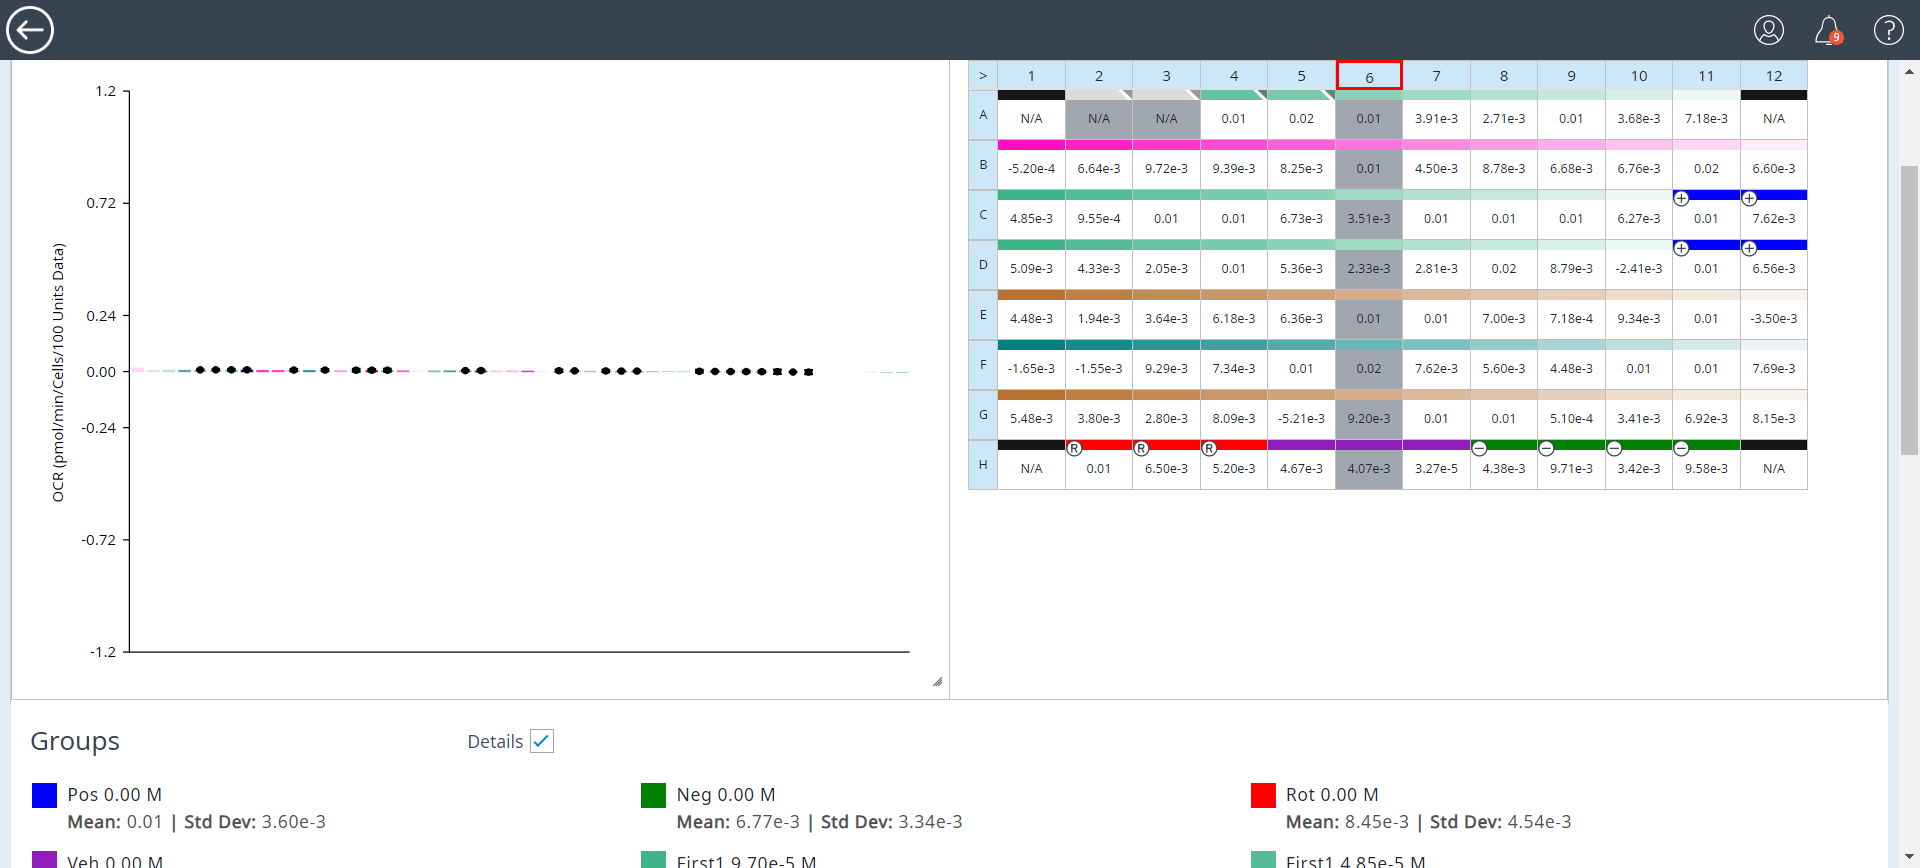 9
?
1.2
0.72
0.24
0.00
-0.24
-0.72
-1.2
OCR (pmol/min/Cells/100 Units Data)
> 1 2 3 4 5 6 7 8 9 10 11 12
A N/A N/A N/A 0.01 0.02 0.01 3.91e-3 2.71e-3 0.01 3.68e-3 7.18e-3 N/A
B -5.20e-4 6.64e-3 9.72e-3 9.39e-3 8.25e-3 0.01 4.50e-3 8.78e-3 6.68e-3 6.76e-3 0.02 6.60e-3
+ +
C 4.85e-3 9.55e-4 0.01 0.01 6.73e-3 3.51e-3 0.01 0.01 0.01 6.27e-3 0.01 7.62e-3
+ +
D 5.09e-3 4.33e-3 2.05e-3 0.01 5.36e-3 2.33e-3 2.81e-3 0.02 8.79e-3 -2.41e-3 0.01 6.56e-3
E 4.48e-3 1.94e-3 3.64e-3 6.18e-3 6.36e-3 0.01 0.01 7.00e-3 7.18e-4 9.34e-3 0.01 -3.50e-3
F -1.65e-3 -1.55e-3 9.29e-3 7.34e-3 0.01 0.02 7.62e-3 5.60e-3 4.48e-3 0.01 0.01 7.69e-3
G 5.48e-3 3.80e-3 2.80e-3 8.09e-3 -5.21e-3 9.20e-3 0.01 0.01 5.10e-4 3.41e-3 6.92e-3 8.15e-3
R R R − − − −
H N/A 0.01 6.50e-3 5.20e-3 4.67e-3 4.07e-3 3.27e-5 4.38e-3 9.71e-3 3.42e-3 9.58e-3 N/A
Groups
Details
Pos 0.00 M
Mean: 0.01 | Std Dev: 3.60e-3
Neg 0.00 M
Mean: 6.77e-3 | Std Dev: 3.34e-3
Rot 0.00 M
Mean: 8.45e-3 | Std Dev: 4.54e-3
Veh 0.00 M
First1 9.70e-5 M
First1 4.85e-5 M